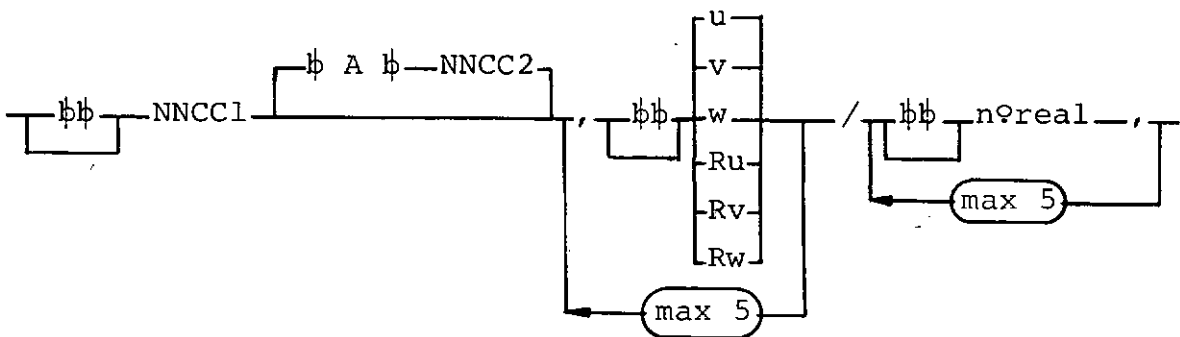 u
ƀ A ƀ NNCC2
v
ƀƀ NNCC1 , ƀƀ w / ƀƀ nºreal ,
Ru
max 5
Rv
Rw
max 5